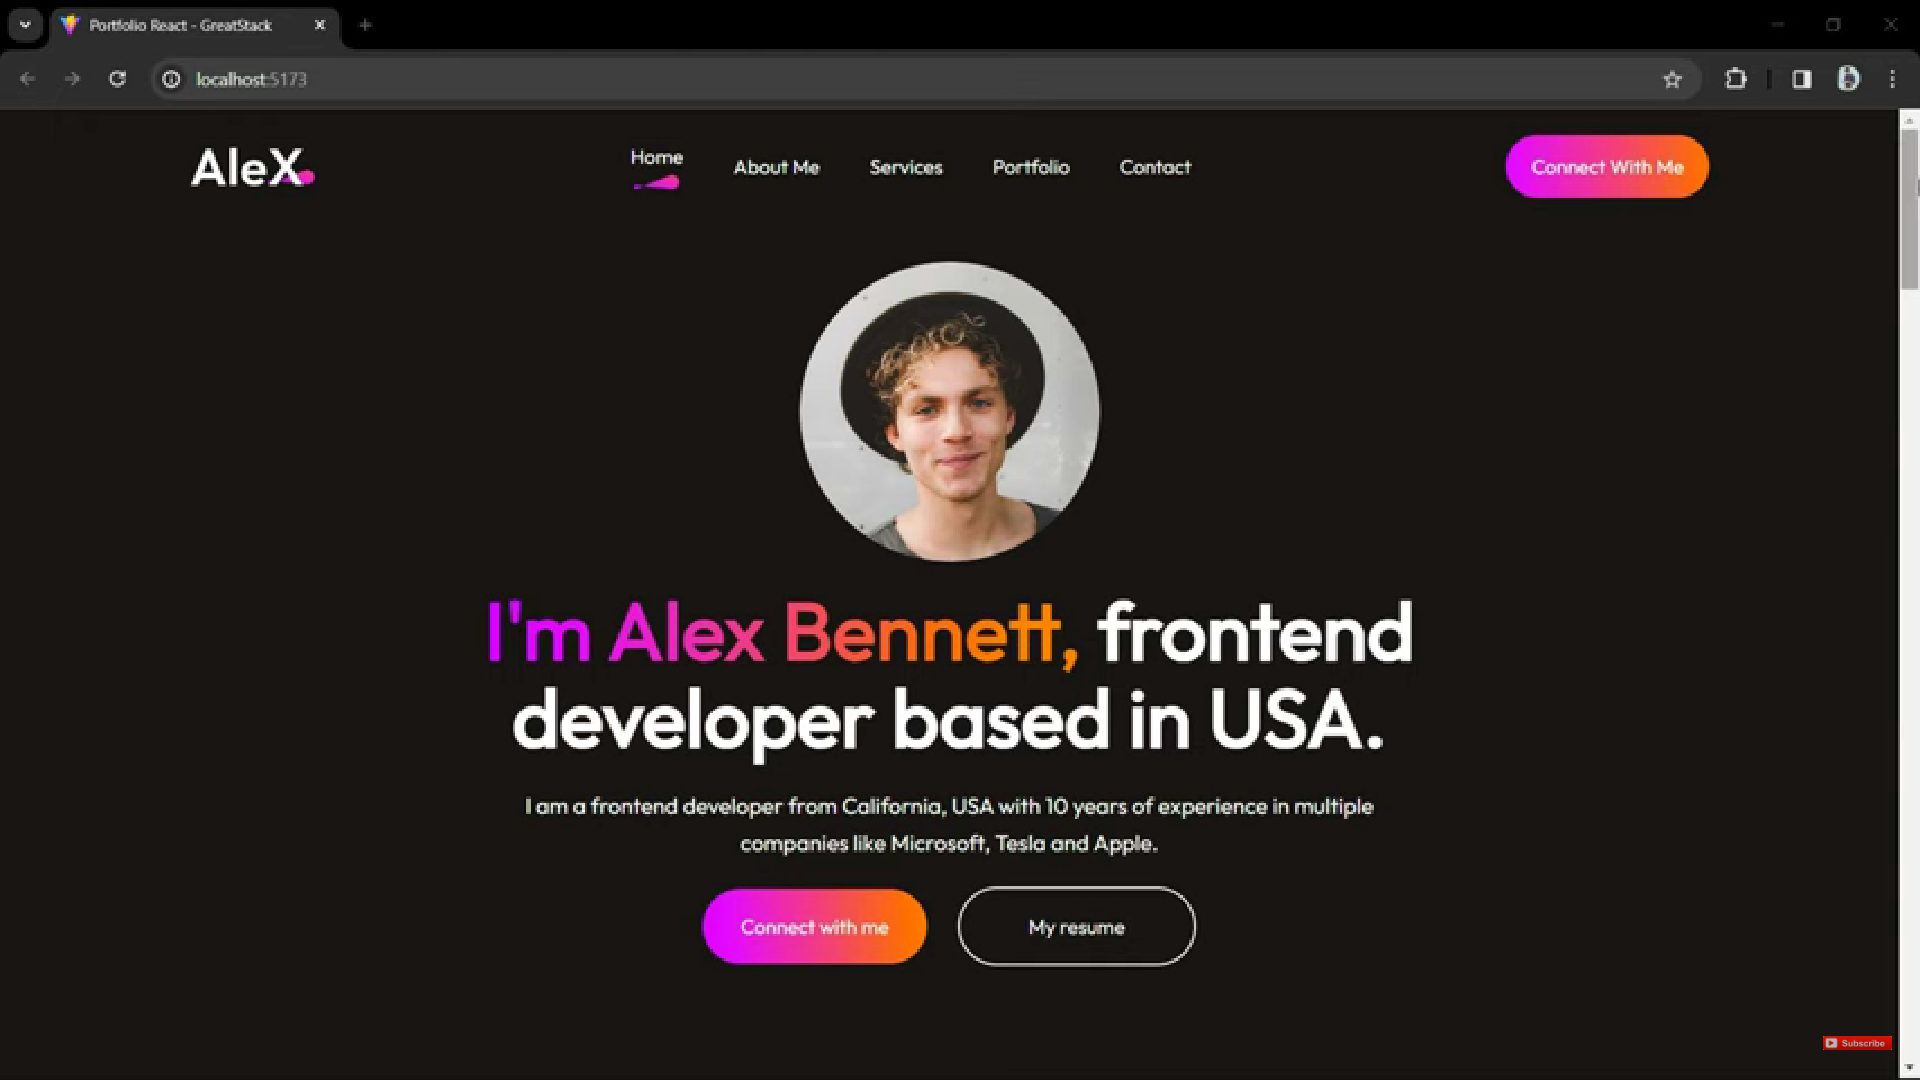 Portfolio React - GreatStack
localhost:5173
AleX
Home
About Me
Services
Portfolio
Contact
Connect With Me
I'm Alex Bennett, frontend
developer based in USA.
I am a frontend developer from California, USA with 10 years of experience in multiple
companies like Microsoft, Tesla and Apple.
Connect with me
My resume
Subscribe